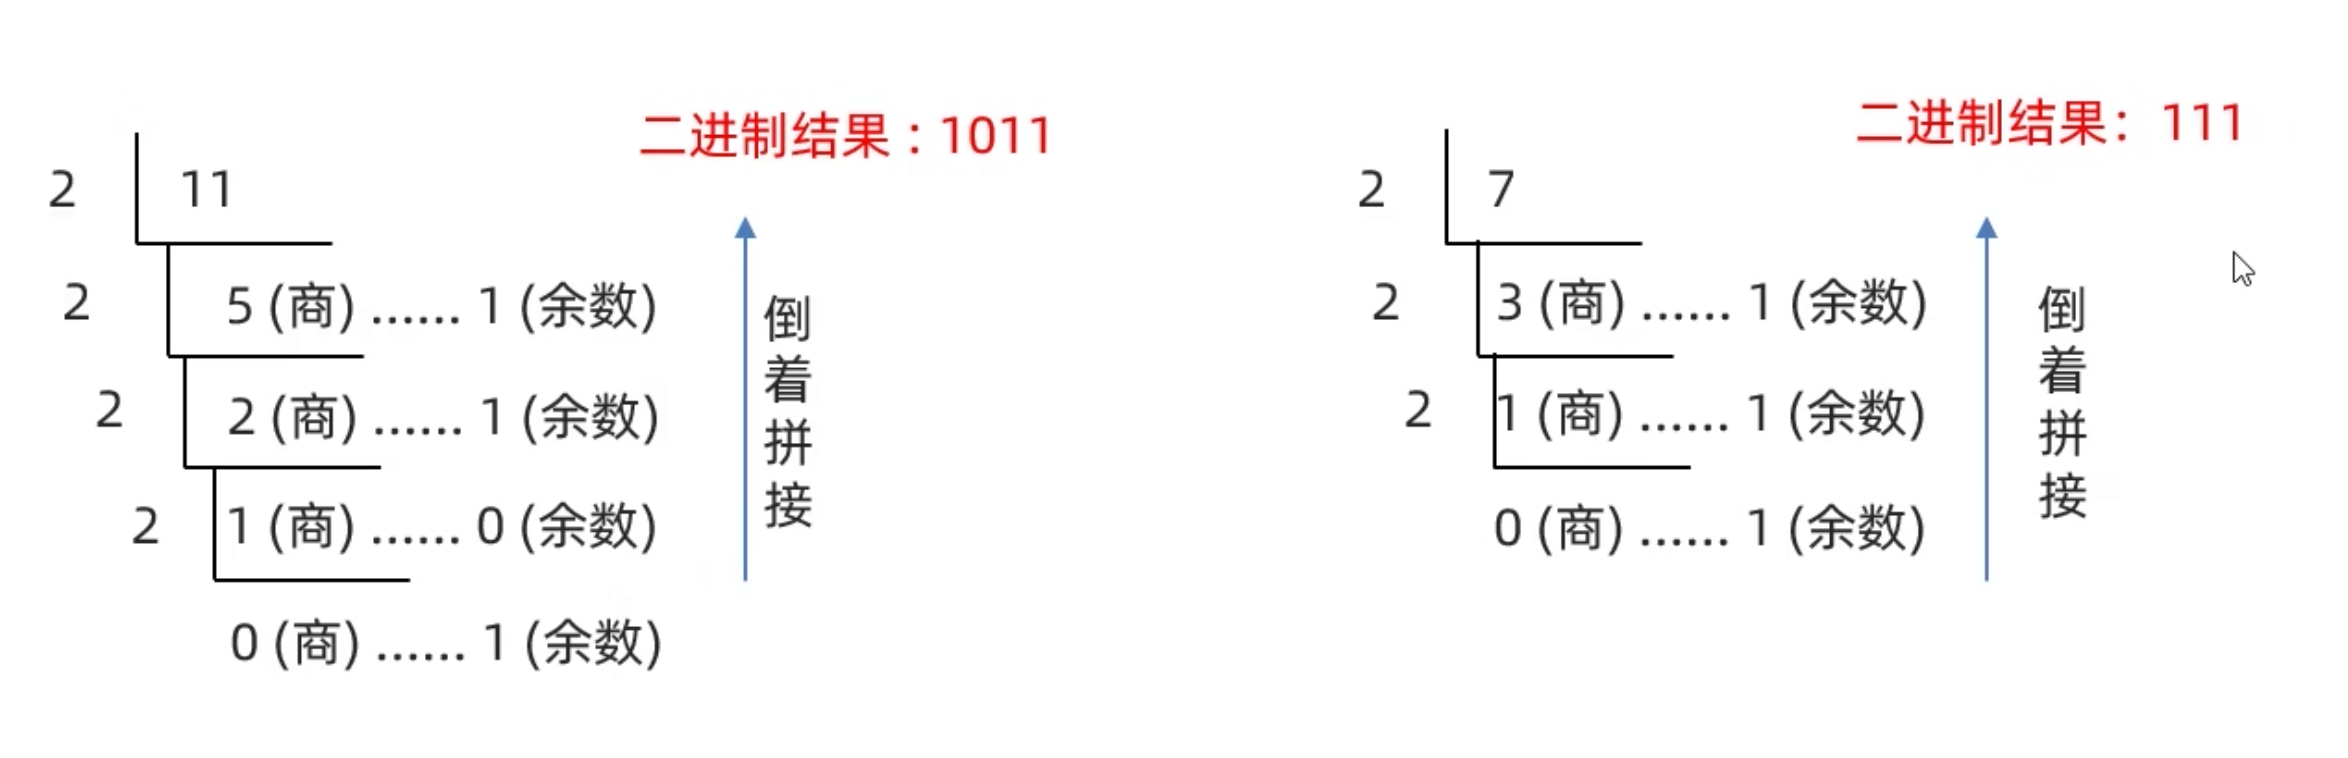 二进制结果：1011
2 11
2 5 (商) ...... 1 (余数)
2 2 (商) ...... 1 (余数)
2 1 (商) ...... 0 (余数)
0 (商) ...... 1 (余数)
倒着拼接
二进制结果：111
2 7
2 3 (商) ...... 1 (余数)
2 1 (商) ...... 1 (余数)
0 (商) ...... 1 (余数)
倒着拼接